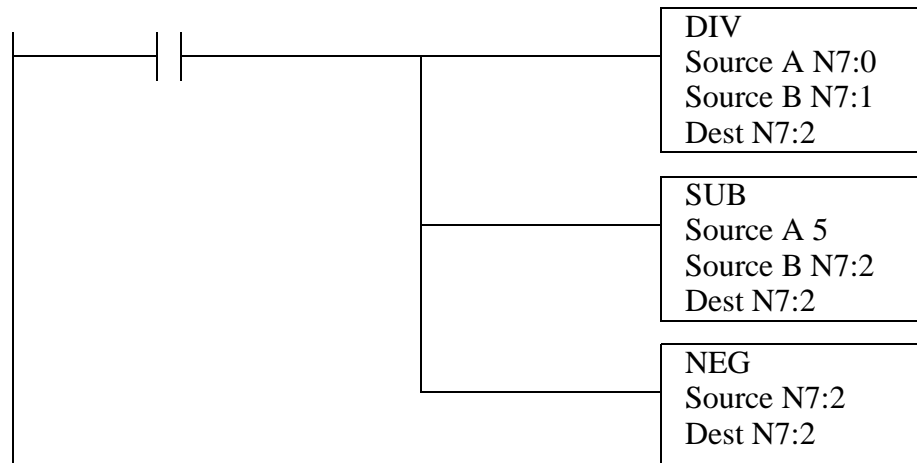 DIV
Source A N7:0
Source B N7:1
Dest N7:2
SUB
Source A 5
Source B N7:2
Dest N7:2
NEG
Source N7:2
Dest N7:2